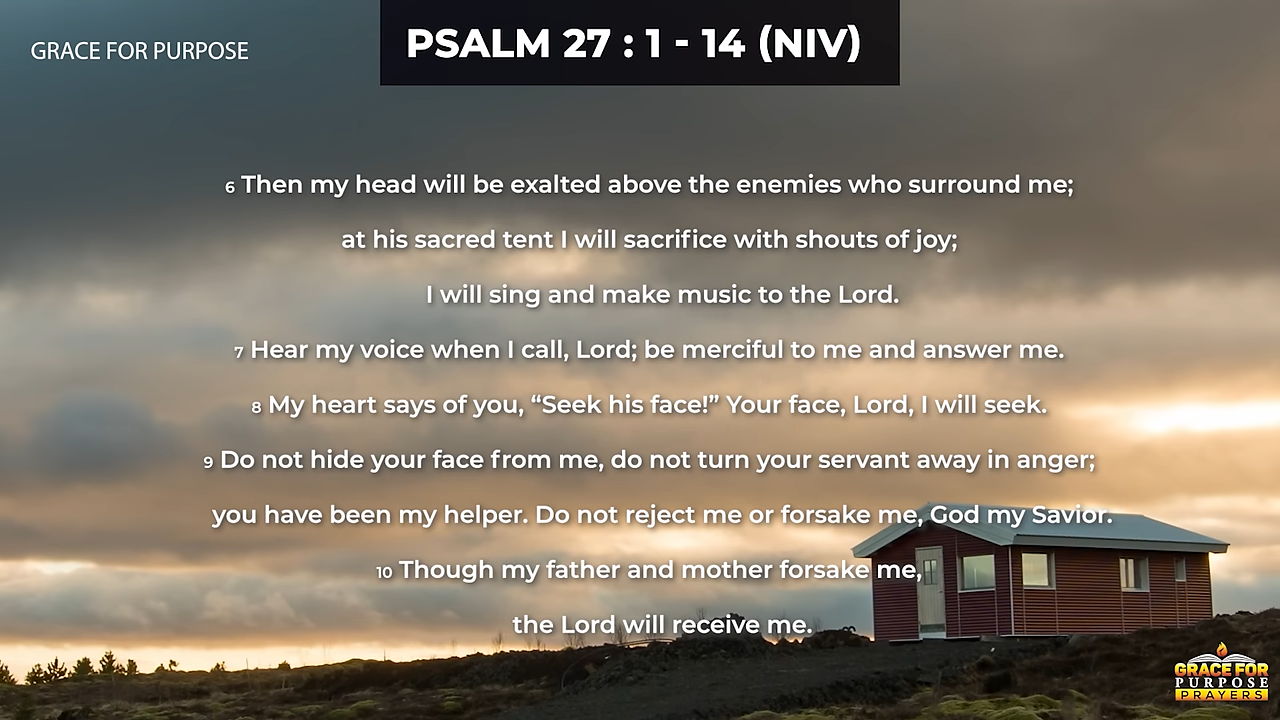 GRACE FOR PURPOSE
PSALM 27 : 1 - 14 (NIV)
6 Then my head will be exalted above the enemies who surround me;
at his sacred tent I will sacrifice with shouts of joy;
I will sing and make music to the Lord.
7 Hear my voice when I call, Lord; be merciful to me and answer me.
8 My heart says of you, “Seek his face!” Your face, Lord, I will seek.
9 Do not hide your face from me, do not turn your servant away in anger;
you have been my helper. Do not reject me or forsake me, God my Savior.
10 Though my father and mother forsake me,
the Lord will receive me.
GRACE FOR
PURPOSE
PRAYERS